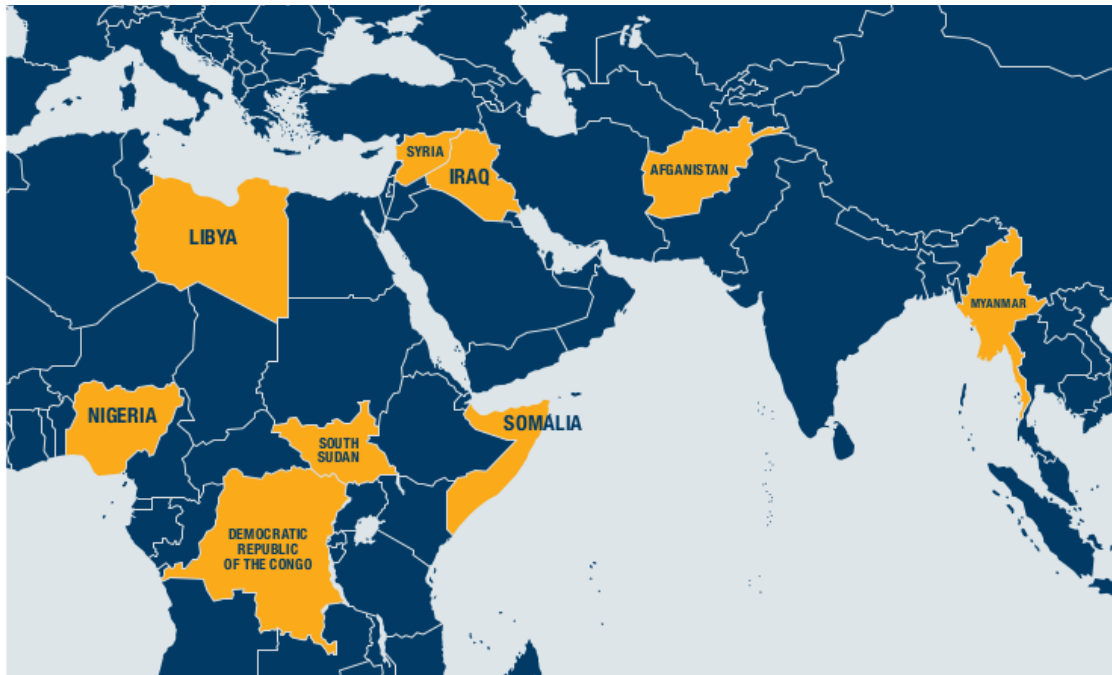 SYRIA
IRAQ
AFGANISTAN
LIBYA
MYANMAR
NIGERIA
SOMALIA
SOUTH
SUDAN
DEMOCRATIC
REPUBLIC
OF THE CONGO